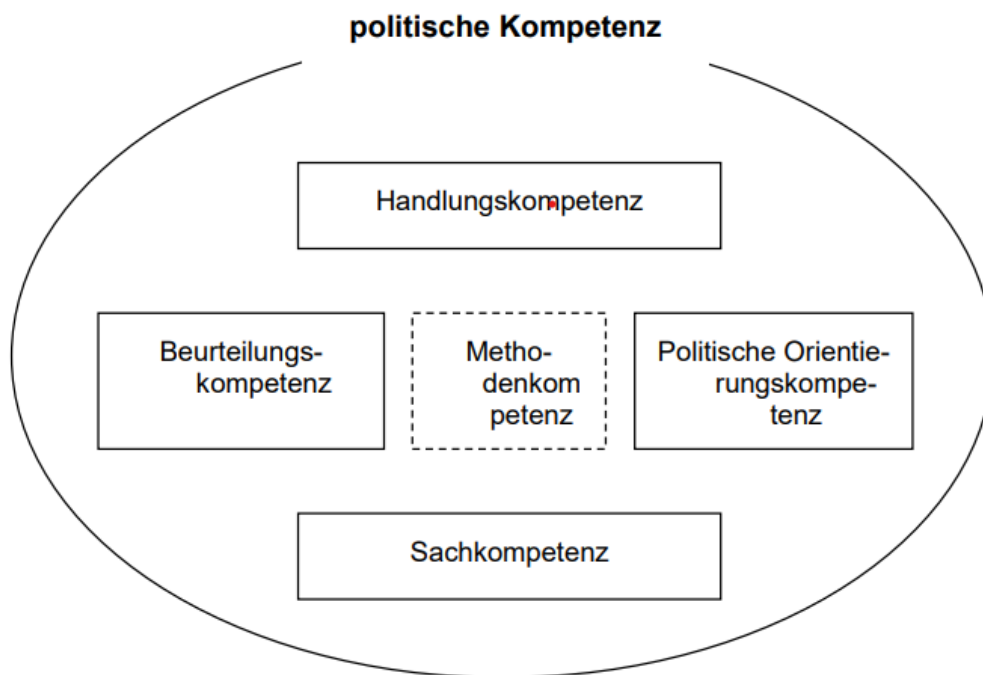 politische Kompetenz
Handlungskompetenz
Beurteilungs-
kompetenz
Metho-
denkom
petenz
Politische Orientie-
rungskompe-
tenz
Sachkompetenz